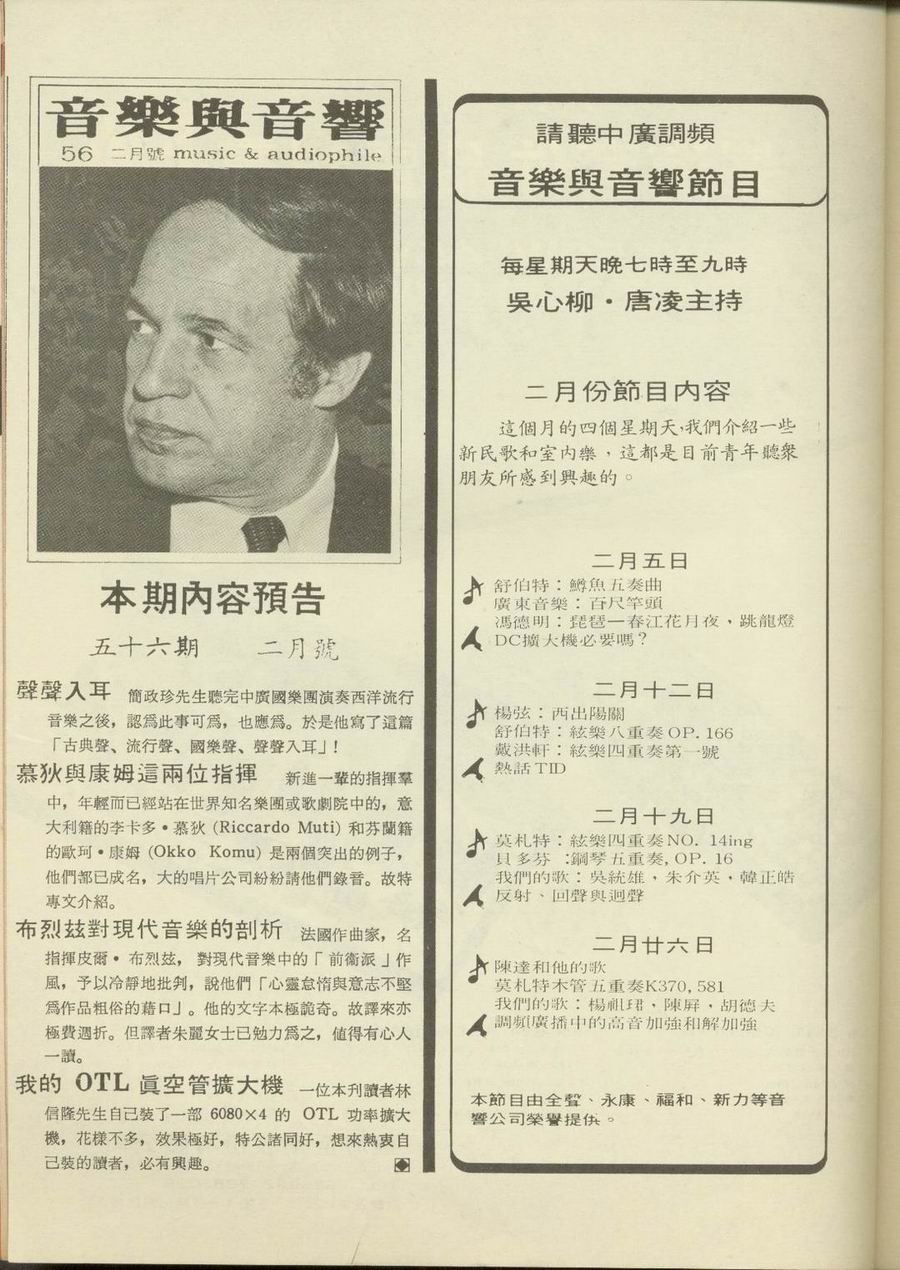 音樂與音響
56 二月號 music & audiophile
本期內容預告
五十六期 二月號
聲聲入耳 簡政珍先生聽完中廣國樂團演奏西洋流行
音樂之後，認爲此事可爲，也應爲。於是他寫了這篇
「古典聲、流行聲、國樂聲、聲聲入耳」!
慕狄與康姆這兩位指揮 新進一輩的指揮羣
中，年輕而已經站在世界知名樂團或歌劇院中的，意
大利籍的李卡多•慕狄 (Riccardo Muti) 和芬蘭籍
的歐珂•康姆 (Okko Komu) 是兩個突出的例子，
他們都已成名，大的唱片公司紛紛請他們錄音。故特
專文介紹。
布烈玆對現代音樂的剖析 法國作曲家，名
指揮皮爾•布烈玆，對現代音樂中的「前衞派」作
風，予以冷靜地批判，說他們「心靈怠惰與意志不堅
爲作品粗俗的藉口」。他的文字本極詭奇。故譯來亦
極費週折。但譯者朱麗女士已勉力爲之，値得有心人
一讀。
我的 OTL 眞空管擴大機 一位本刊讀者林
信隆先生自己裝了一部 6080×4 的 OTL 功率擴大
機，花樣不多，效果極好，特公諸同好，想來熱衷自
己裝的讀者，必有興趣。
請聽中廣調頻
音樂與音響節目
每星期天晚七時至九時
吳心柳•唐凌主持
二月份節目內容
這個月的四個星期天，我們介紹一些
新民歌和室內樂，這都是目前青年聽衆
朋友所感到興趣的。
二月五日
舒伯特：鱒魚五奏曲
廣東音樂：百尺竿頭
馮德明：琵琶—春江花月夜，跳龍燈
DC擴大機必要嗎？
二月十二日
楊弦：西出陽關
舒伯特：絃樂八重奏OP. 166
戴洪軒：絃樂四重奏第一號
熱話TID
二月十九日
莫札特：絃樂四重奏NO. 14ing
貝多芬：鋼琴五重奏, OP. 16
我們的歌：吳統雄，朱介英，韓正皓
反射、回聲與迴聲
二月廿六日
陳達和他的歌
莫札特木管五重奏K370, 581
我們的歌：楊祖珺、陳屏，胡德夫
調頻廣播中的高音加強和解加強
本節目由全聲、永康、福和、新力等音
響公司榮譽提供。